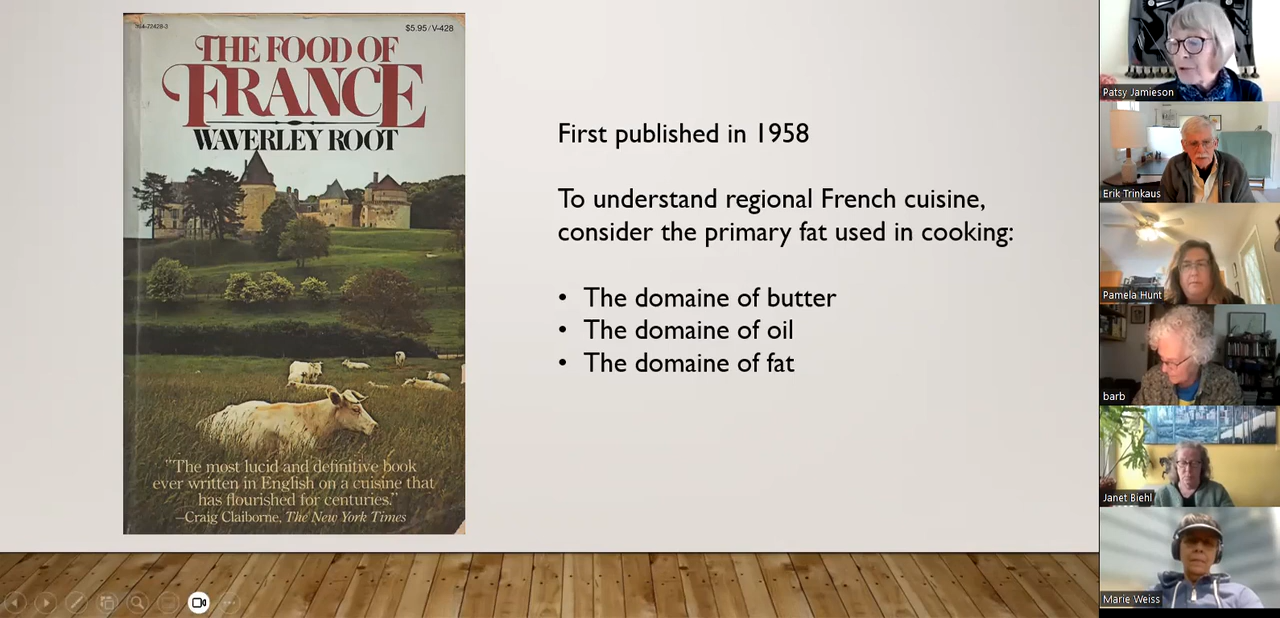 $5.95/V-428
THE FOOD OF
FRANCE
WAVERLEY ROOT
"The most lucid and definitive book
ever written in English on a cuisine that
has flourished for centuries."
—Craig Claiborne, The New York Times
First published in 1958
To understand regional French cuisine,
consider the primary fat used in cooking:
• The domaine of butter
• The domaine of oil
• The domaine of fat
Patsy Jamieson
Erik Trinkaus
Pamela Hunt
barb
Janet Biehl
Marie Weiss